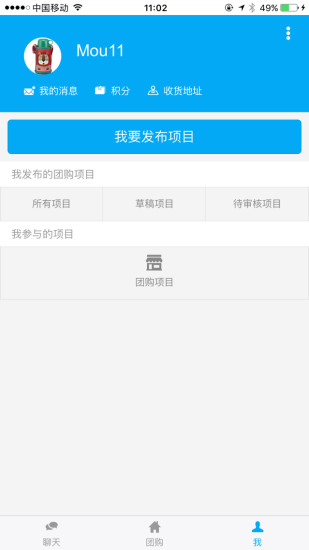 中国移动 11:02 49%
Mou11
我的消息 积分 收货地址
我要发布项目
我发布的团购项目
所有项目 草稿项目 待审核项目
我参与的项目
团购项目
聊天 团购 我